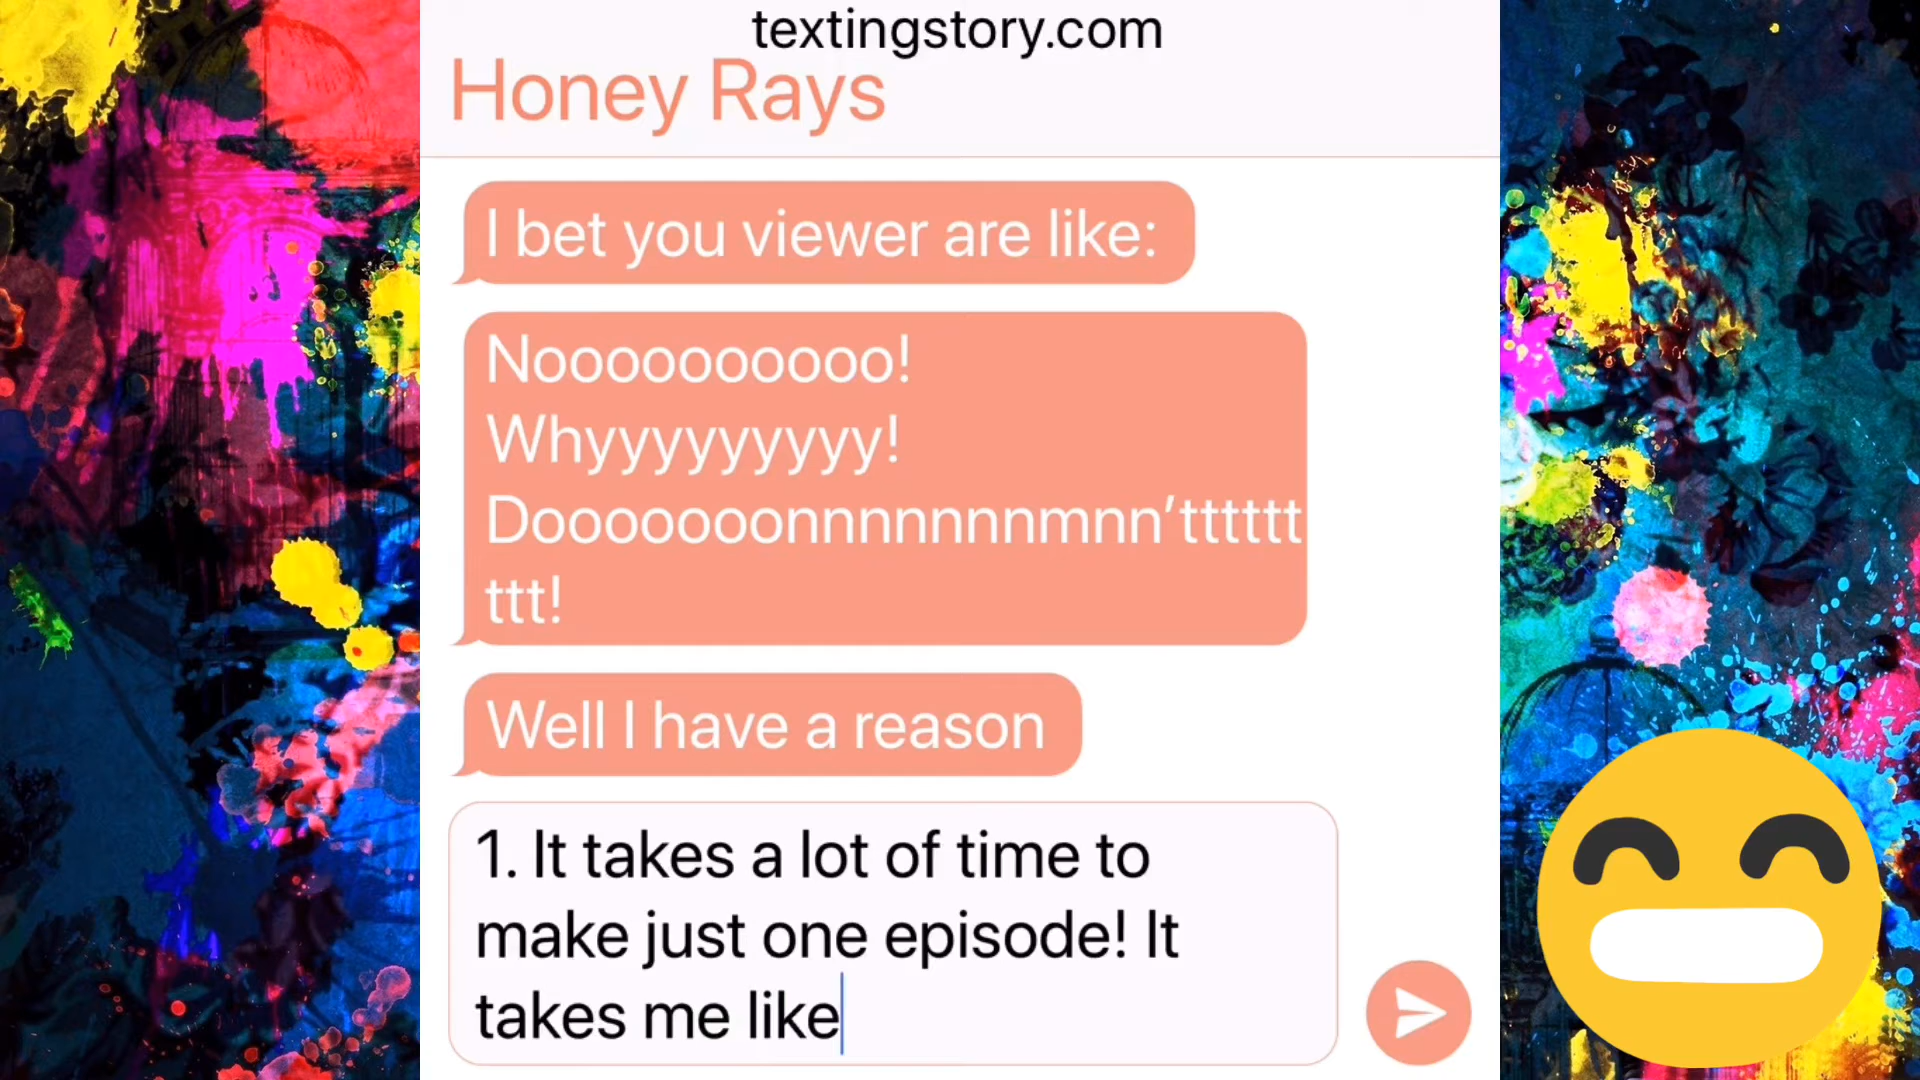 textingstory.com
Honey Rays
I bet you viewer are like:
Noooooooooo!
Whyyyyyyyyy!
Dooooooonnnnnnnmnn’tttttt
ttt!
Well I have a reason
1. It takes a lot of time to
make just one episode! It
takes me like